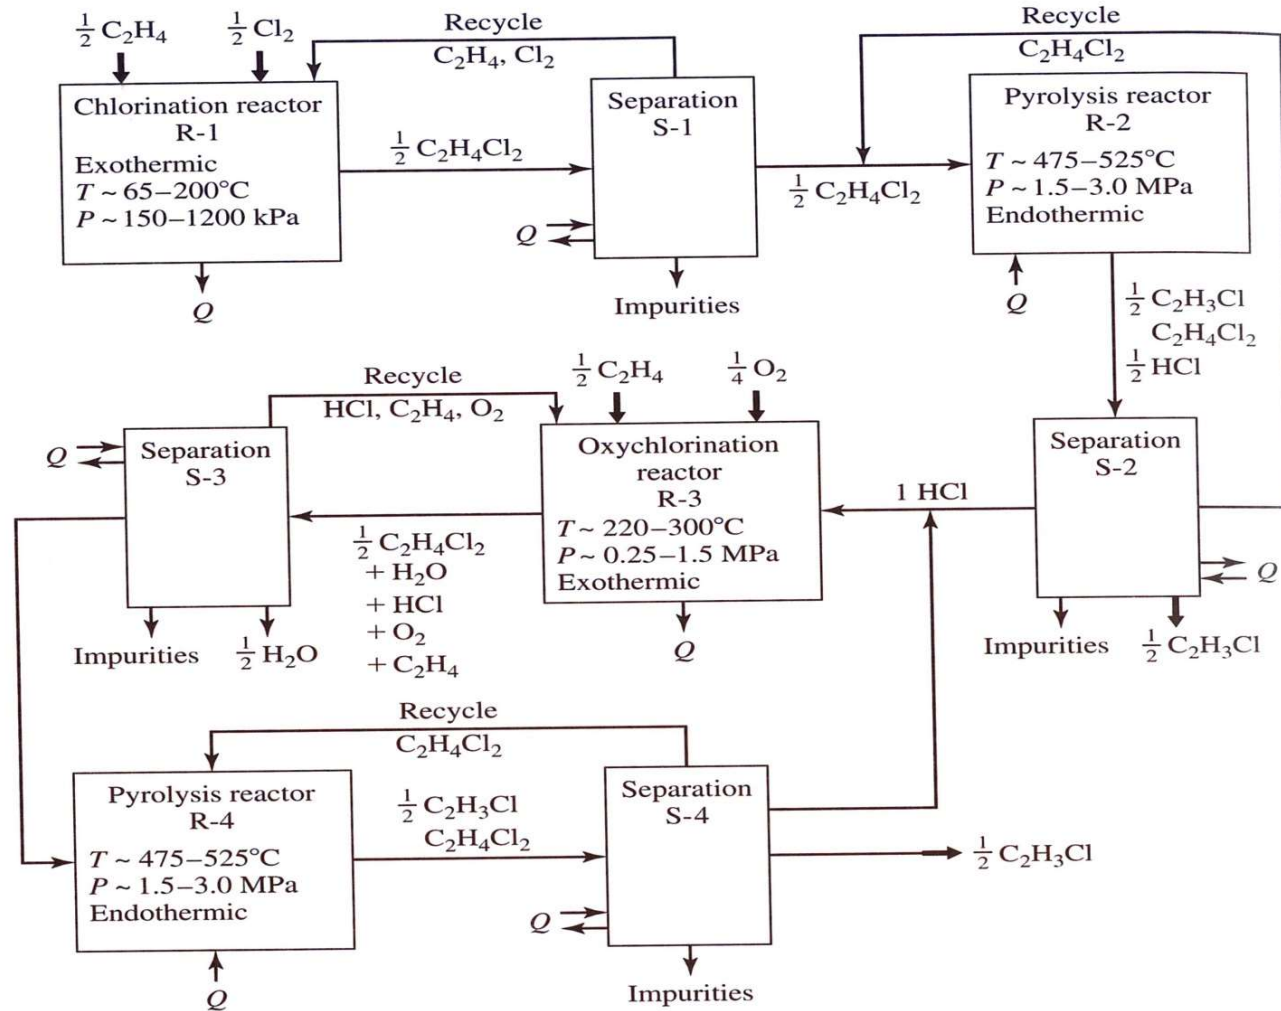 ½ C₂H₄
½ Cl₂
Recycle
C₂H₄, Cl₂
Recycle
C₂H₄Cl₂
Chlorination reactor
R-1
Exothermic
T ~ 65–200°C
P ~ 150–1200 kPa
½ C₂H₄Cl₂
Separation
S-1
½ C₂H₄Cl₂
Pyrolysis reactor
R-2
T ~ 475–525°C
P ~ 1.5–3.0 MPa
Endothermic
Q
Q
Impurities
Q
½ C₂H₃Cl
C₂H₄Cl₂
½ HCl
Recycle
HCl, C₂H₄, O₂
½ C₂H₄
¼ O₂
Q
Separation
S-3
Oxychlorination
reactor
R-3
T ~ 220–300°C
P ~ 0.25–1.5 MPa
Exothermic
1 HCl
Separation
S-2
Q
½ C₂H₄Cl₂
+ H₂O
+ HCl
+ O₂
+ C₂H₄
Impurities
½ H₂O
Q
Impurities
½ C₂H₃Cl
Recycle
C₂H₄Cl₂
Pyrolysis reactor
R-4
T ~ 475–525°C
P ~ 1.5–3.0 MPa
Endothermic
½ C₂H₃Cl
C₂H₄Cl₂
Separation
S-4
½ C₂H₃Cl
Q
Q
Impurities